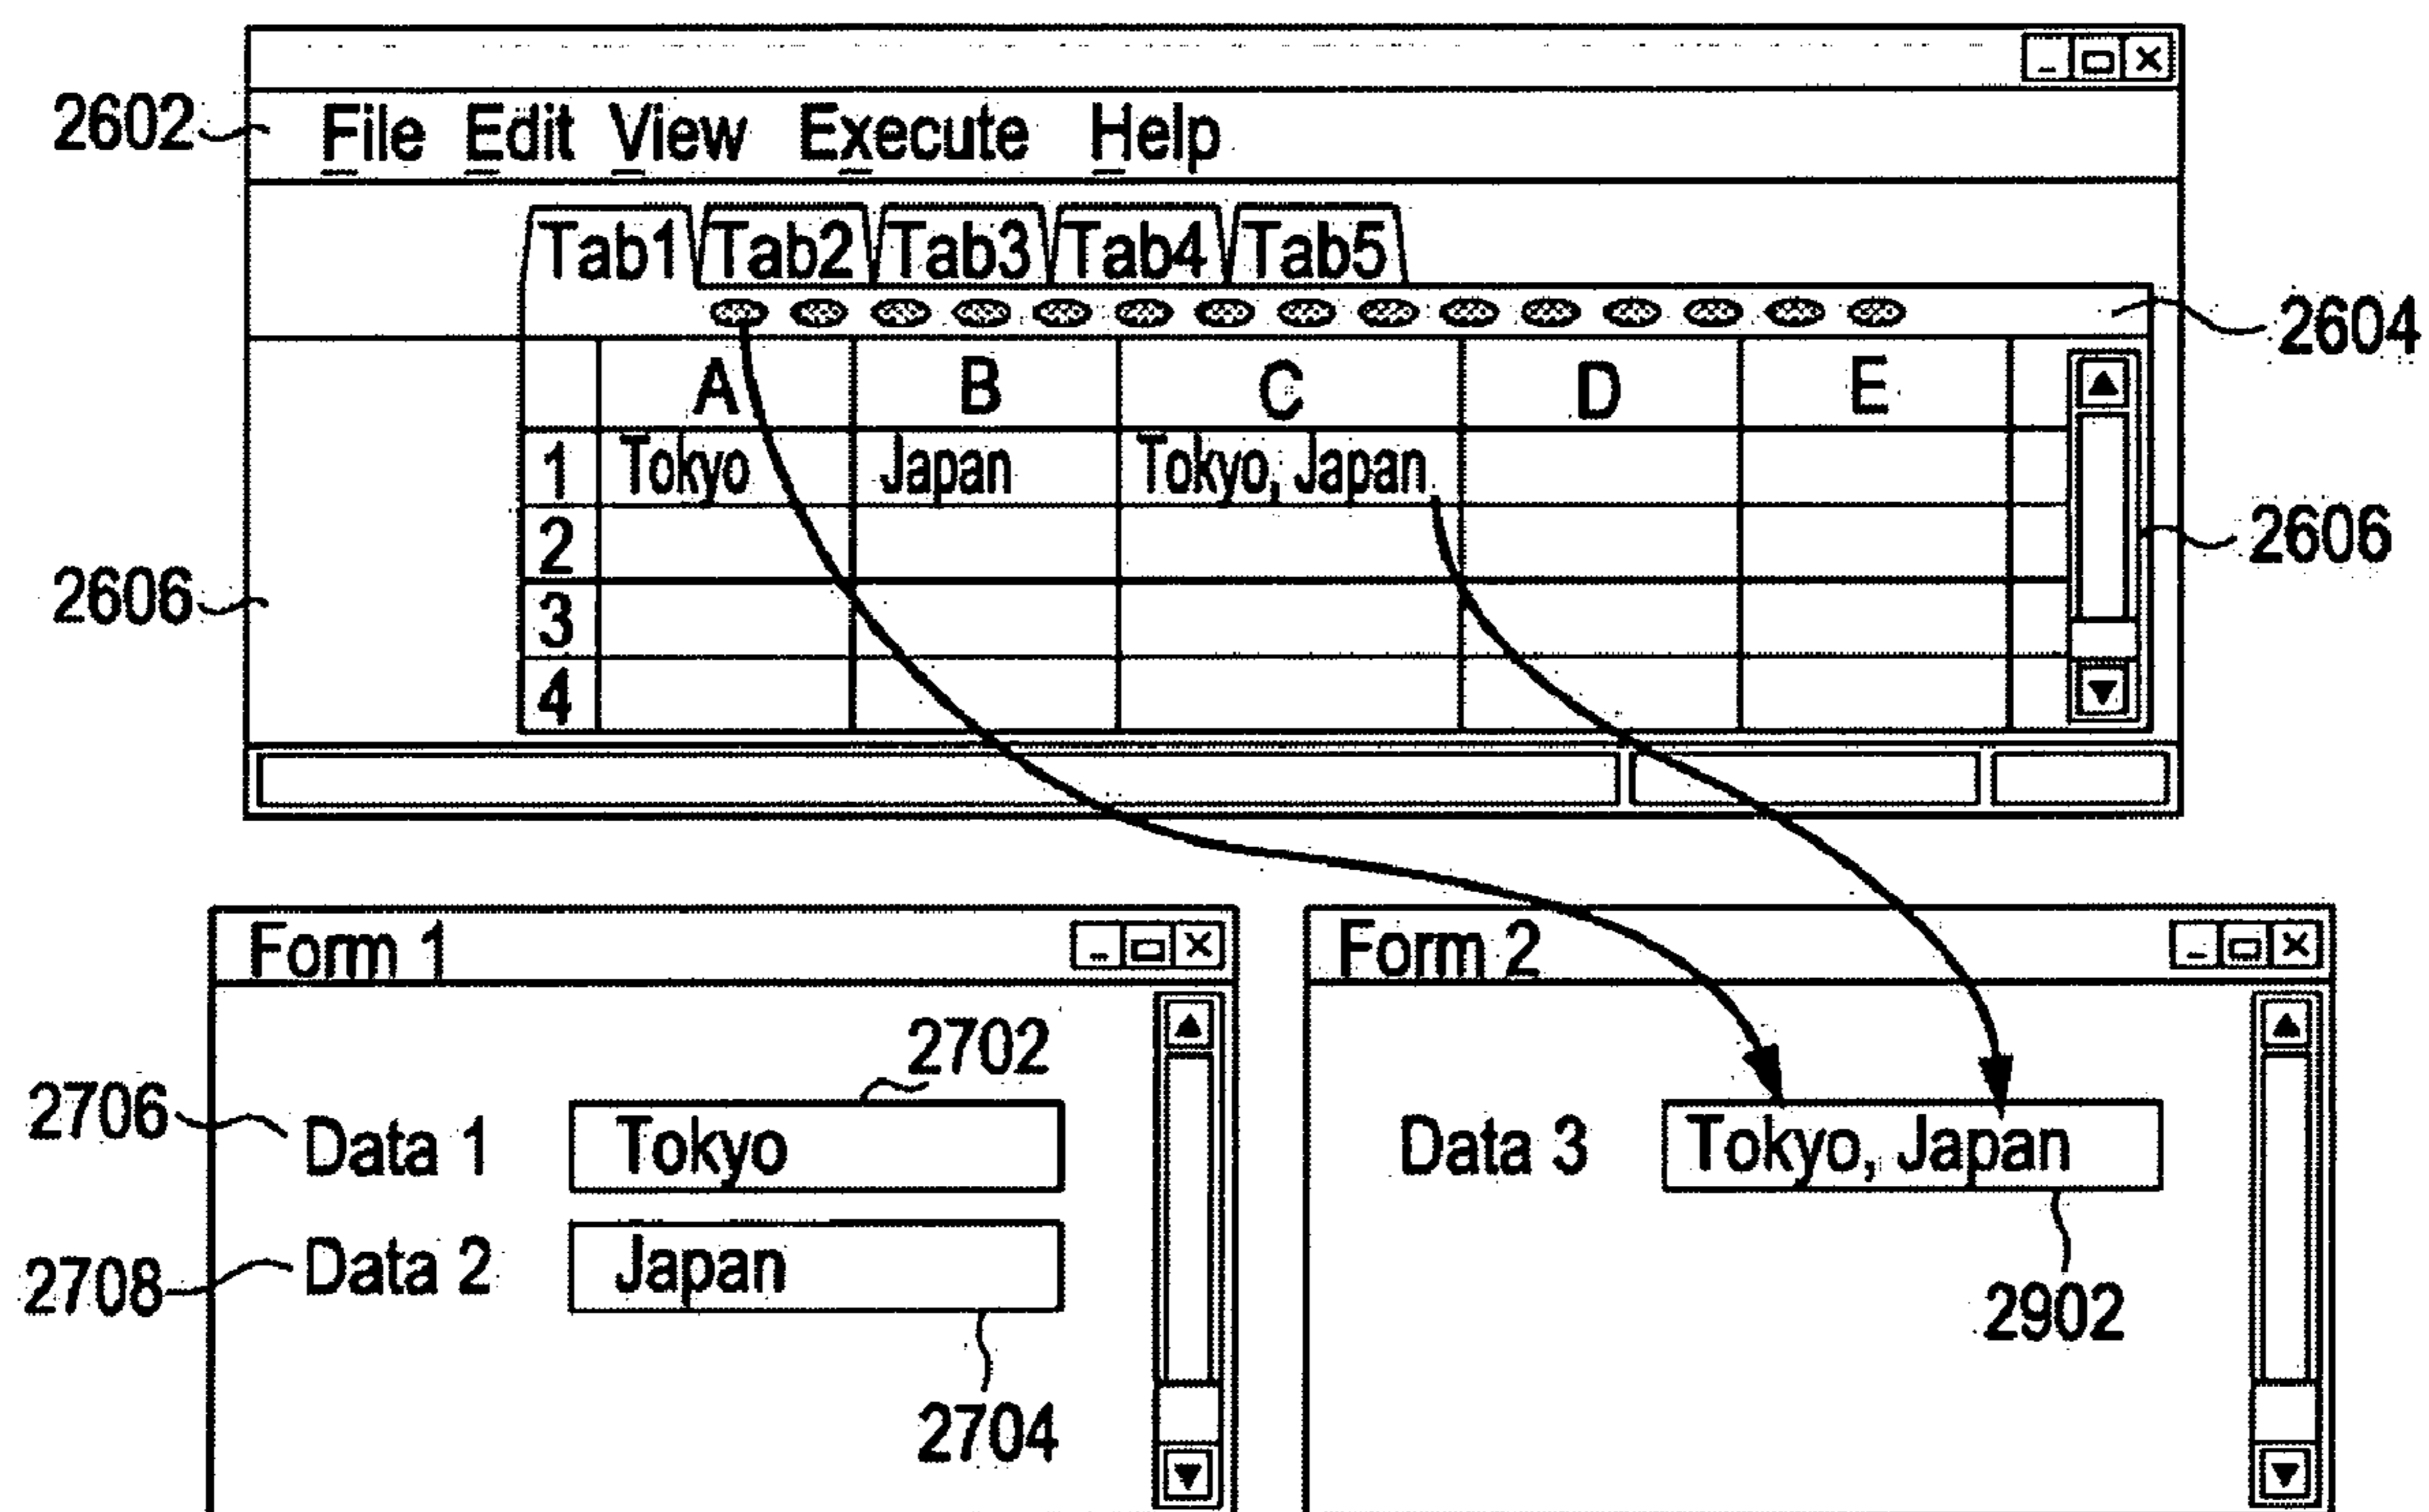 2602
File Edit View Execute Help
Tab1 Tab2 Tab3 Tab4 Tab5
2604
A B C D E
1 Tokyo Japan Tokyo, Japan
2
2606
3
2606
4
Form 1
Form 2
2702
2706
Data 1 Tokyo
Data 3 Tokyo, Japan
2708
Data 2 Japan
2902
2704